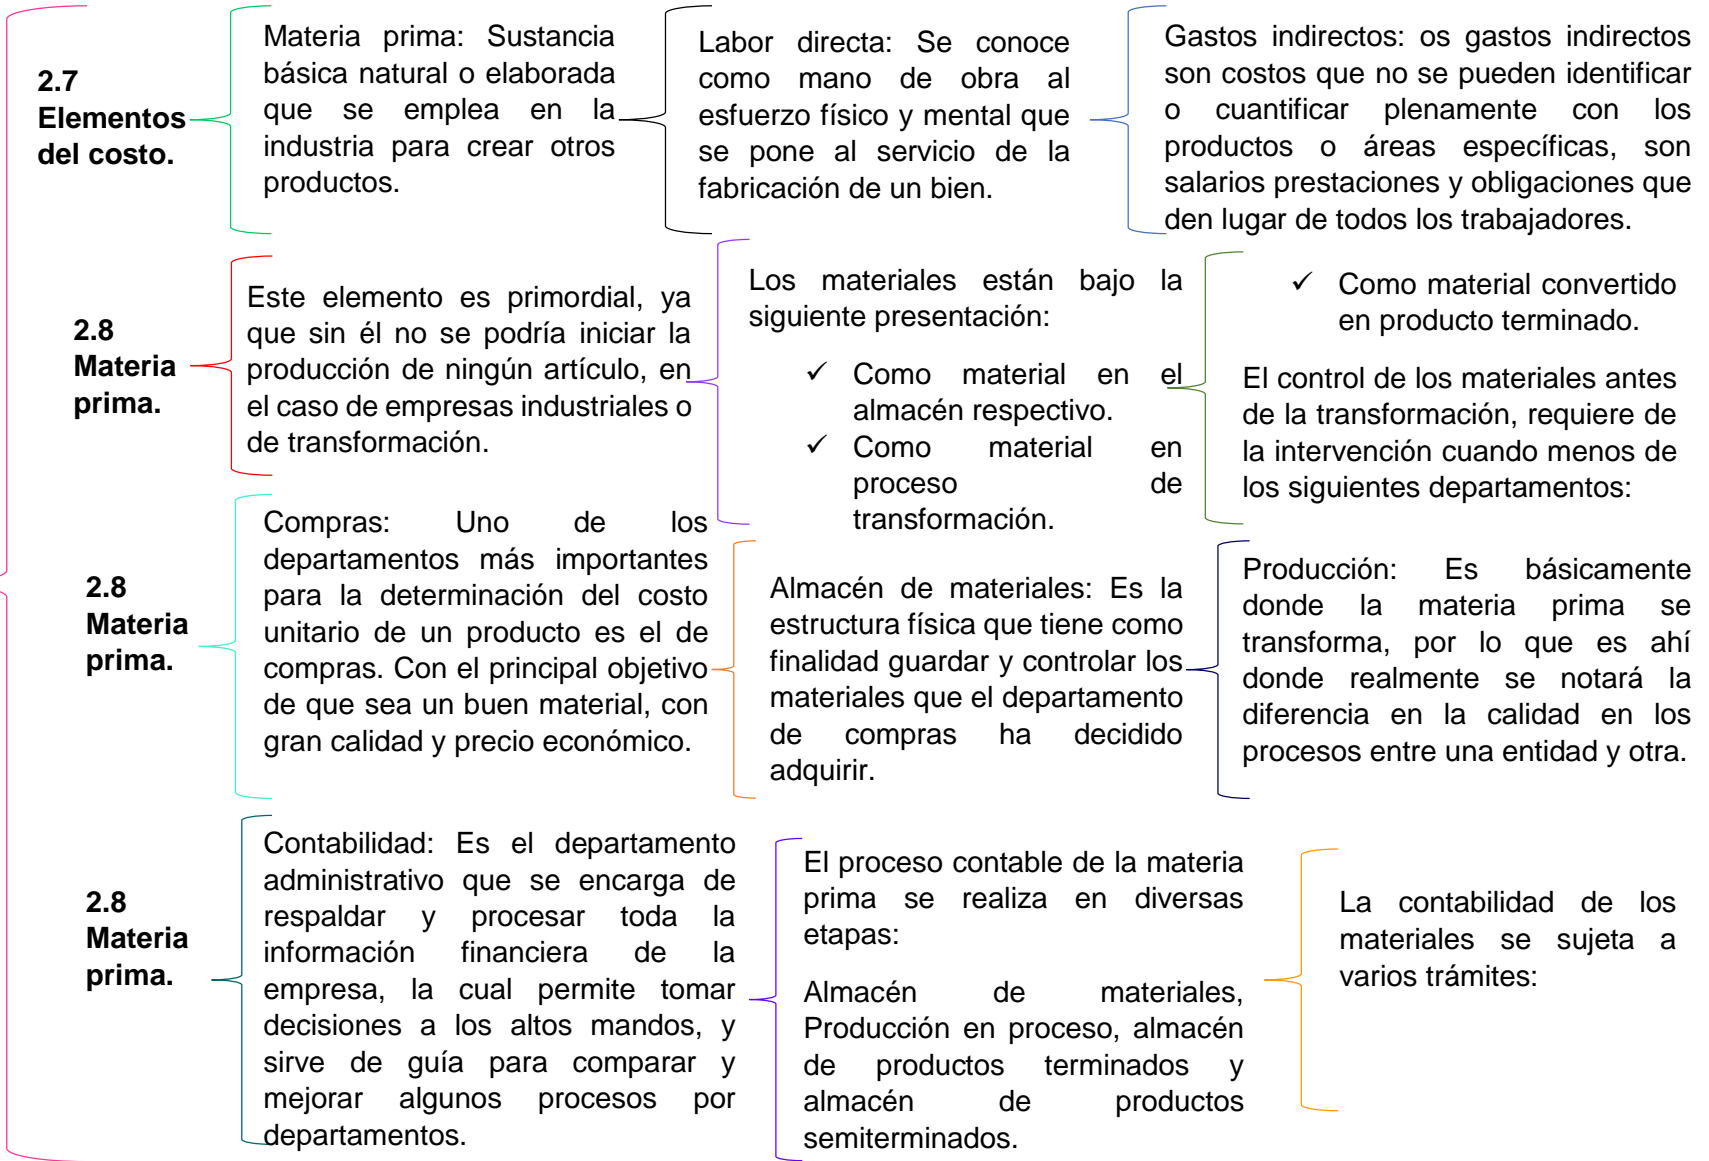 2.7
Elementos
del costo.
Materia prima: Sustancia
básica natural o elaborada
que se emplea en la
industria para crear otros
productos.
Labor directa: Se conoce
como mano de obra al
esfuerzo físico y mental que
se pone al servicio de la
fabricación de un bien.
Gastos indirectos: os gastos indirectos
son costos que no se pueden identificar
o cuantificar plenamente con los
productos o áreas específicas, son
salarios prestaciones y obligaciones que
den lugar de todos los trabajadores.
2.8
Materia
prima.
Este elemento es primordial, ya
que sin él no se podría iniciar la
producción de ningún artículo, en
el caso de empresas industriales o
de transformación.
Los materiales están bajo la
siguiente presentación:
✓ Como material en el
almacén respectivo.
✓ Como material en
proceso de
transformación.
✓ Como material convertido
en producto terminado.
El control de los materiales antes
de la transformación, requiere de
la intervención cuando menos de
los siguientes departamentos:
2.8
Materia
prima.
Compras: Uno de los
departamentos más importantes
para la determinación del costo
unitario de un producto es el de
compras. Con el principal objetivo
de que sea un buen material, con
gran calidad y precio económico.
Almacén de materiales: Es la
estructura física que tiene como
finalidad guardar y controlar los
materiales que el departamento
de compras ha decidido
adquirir.
Producción: Es básicamente
donde la materia prima se
transforma, por lo que es ahí
donde realmente se notará la
diferencia en la calidad en los
procesos entre una entidad y otra.
2.8
Materia
prima.
Contabilidad: Es el departamento
administrativo que se encarga de
respaldar y procesar toda la
información financiera de la
empresa, la cual permite tomar
decisiones a los altos mandos, y
sirve de guía para comparar y
mejorar algunos procesos por
departamentos.
El proceso contable de la materia
prima se realiza en diversas
etapas:
Almacén de materiales,
Producción en proceso, almacén
de productos terminados y
almacén de productos
semiterminados.
La contabilidad de los
materiales se sujeta a
varios trámites: